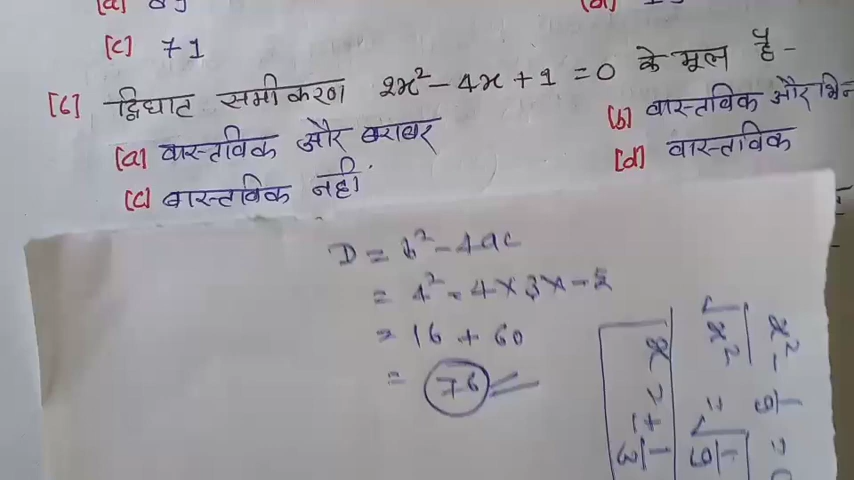 [c] 71
[6] द्विघात समीकरण 2x² - 4x + 1 = 0 के मूल है -
[a] वास्तविक और बराबर [b] वास्तविक और भिन
[c] वास्तविक नही [d] वास्तविक
D = b² - 4ac
= 4² - 4 × 3 × - 5
= 16 + 60
= 76